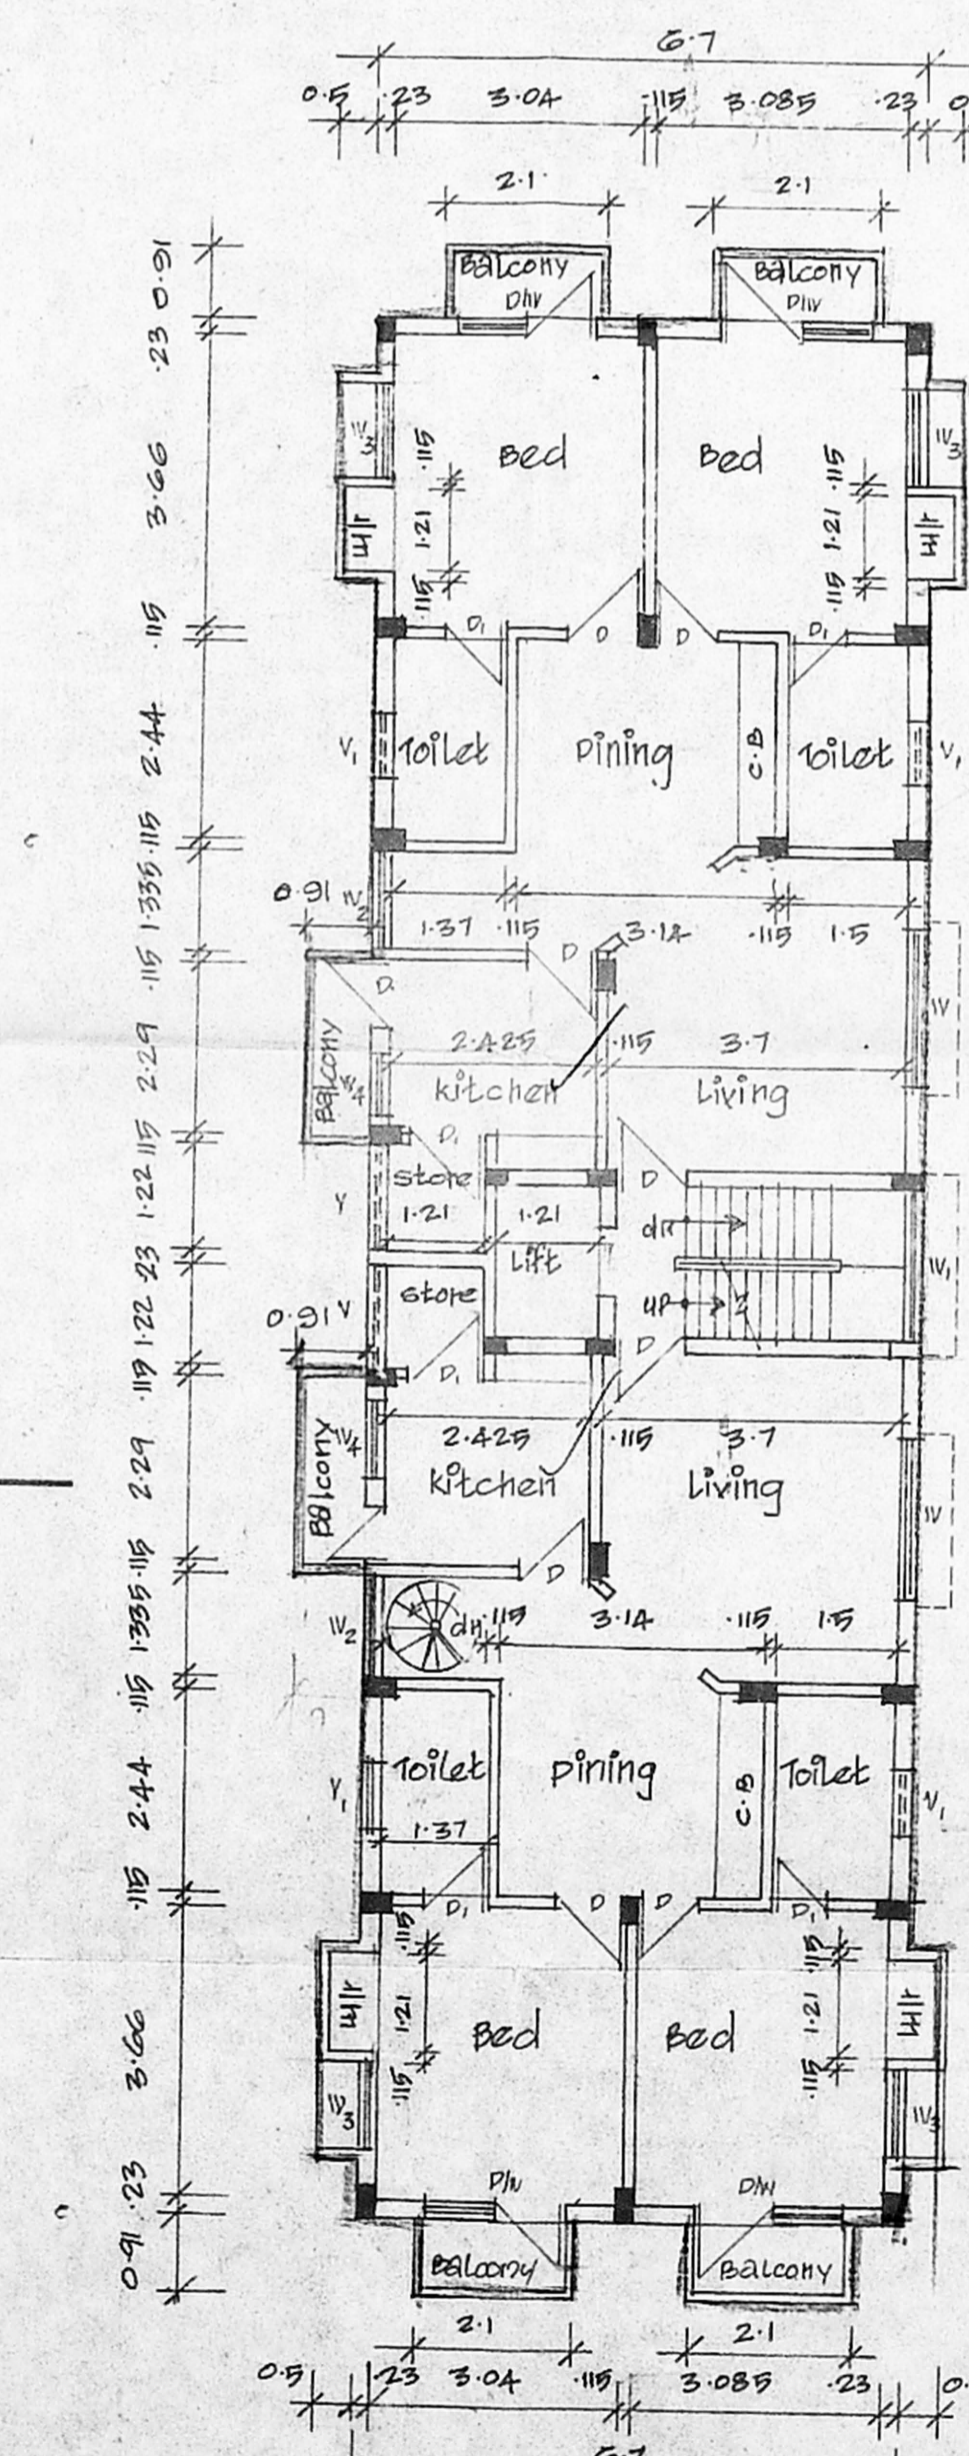 6.7
0.5 .23 3.04 .115 3.085 .23 0
2.1 2.1
0.91
Balcony Balcony
D/W D/W
.23
3.66
W3 Bed Bed W3
.115 .115
W/r 1.21 1.21 W/r
.115 .115
.115
D1 D D D1
2.44
V1 Toilet Dining C.B Toilet V1
.115
1.335
0.91 W2
1.37 .115 3.14 .115 1.5
.115
D
D W
2.29
2.425 .115 3.7
Balcony W4 Kitchen Living
.115
D1
Store D
1.22
V 1.21 1.21 dn
Lift W1
.23
Store up
1.22
0.91 V
D
.115
D1
2.425 .115 3.7
W4
2.29
Balcony Kitchen Living W
.115
D
1.335
W2 dn .115 3.14 .115 1.5
.115
2.44
V1 Toilet Dining C.B Toilet V1
1.37
.115
D1 D D D1
.115 .115
W/r 1.21 1.21 W/r
3.66
Bed Bed
.115 .115
W3 W3
.23
D/W D/W
0.91
Balcony Balcony
2.1 2.1
0.5 .23 3.04 .115 3.085 .23 0.
6.7